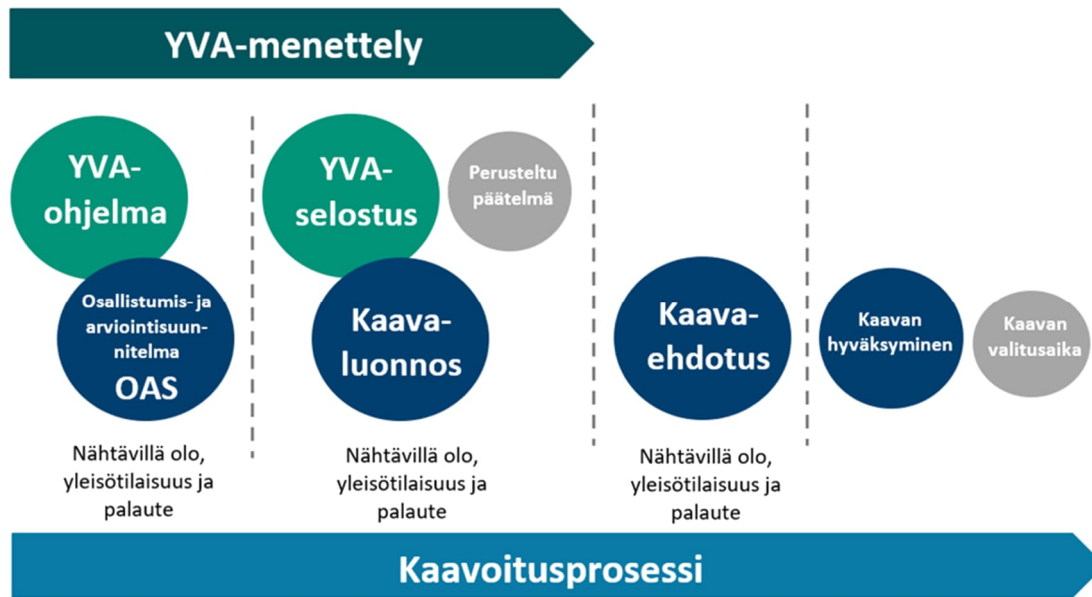 YVA-menettely
YVA-
ohjelma
Osallistumis- ja
arviointisuun-
nitelma
OAS
Nähtävillä olo,
yleisötilaisuus ja
palaute
YVA-
selostus
Perusteltu
päätelmä
Kaava-
luonnos
Nähtävillä olo,
yleisötilaisuus ja
palaute
Kaava-
ehdotus
Nähtävillä olo,
yleisötilaisuus ja
palaute
Kaavan
hyväksyminen
Kaavan
valitusaika
Kaavoitusprosessi